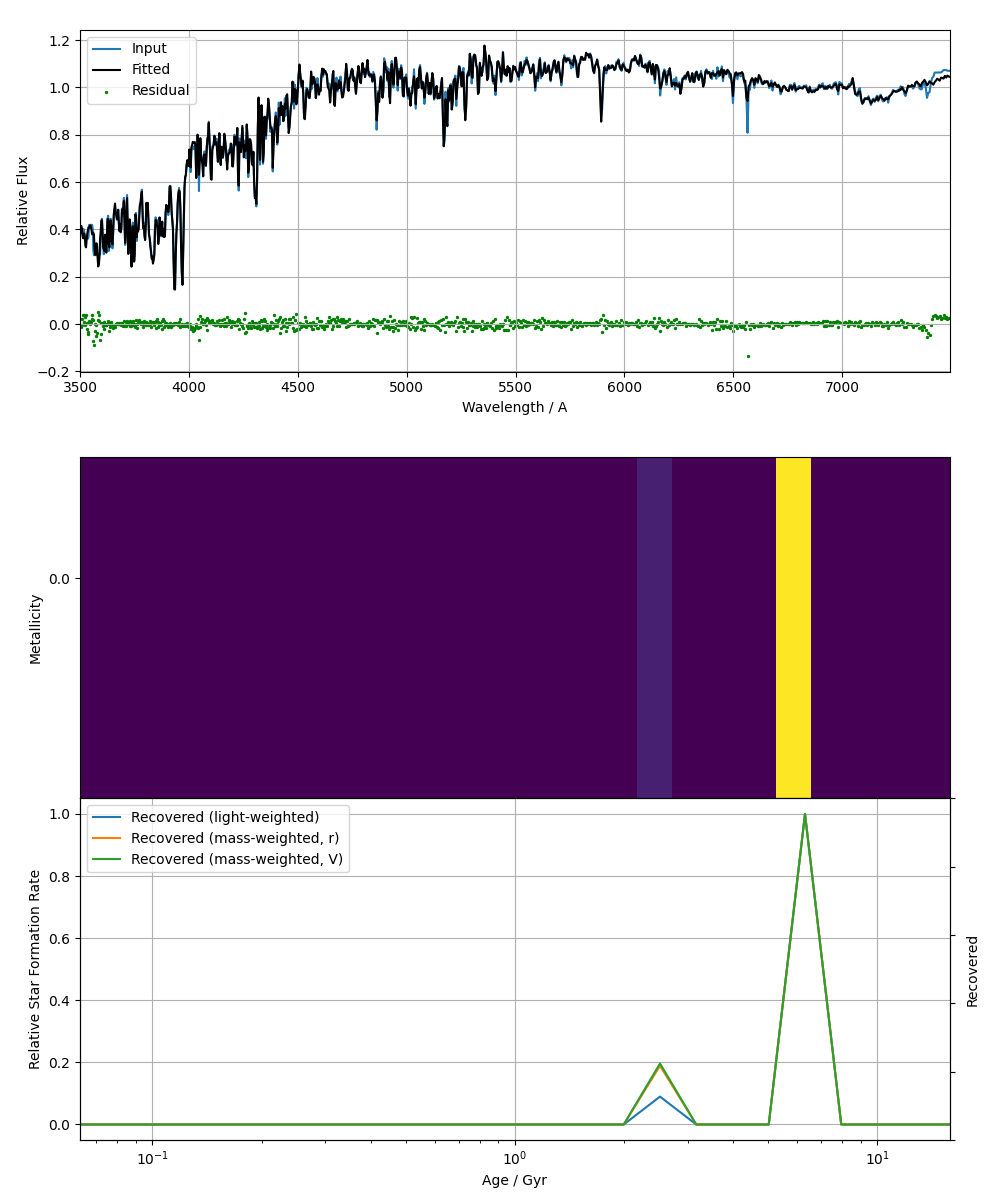 1.2
1.0
0.8
0.6
0.4
0.2
0.0
−0.2
Relative Flux
Input
Fitted
Residual
3500 4000 4500 5000 5500 6000 6500 7000
Wavelength / A
0.0
Metallicity
1.0
0.8
0.6
0.4
0.2
0.0
Relative Star Formation Rate
Recovered (light-weighted)
Recovered (mass-weighted, r)
Recovered (mass-weighted, V)
Recovered
10⁻¹ 10⁰ 10¹
Age / Gyr